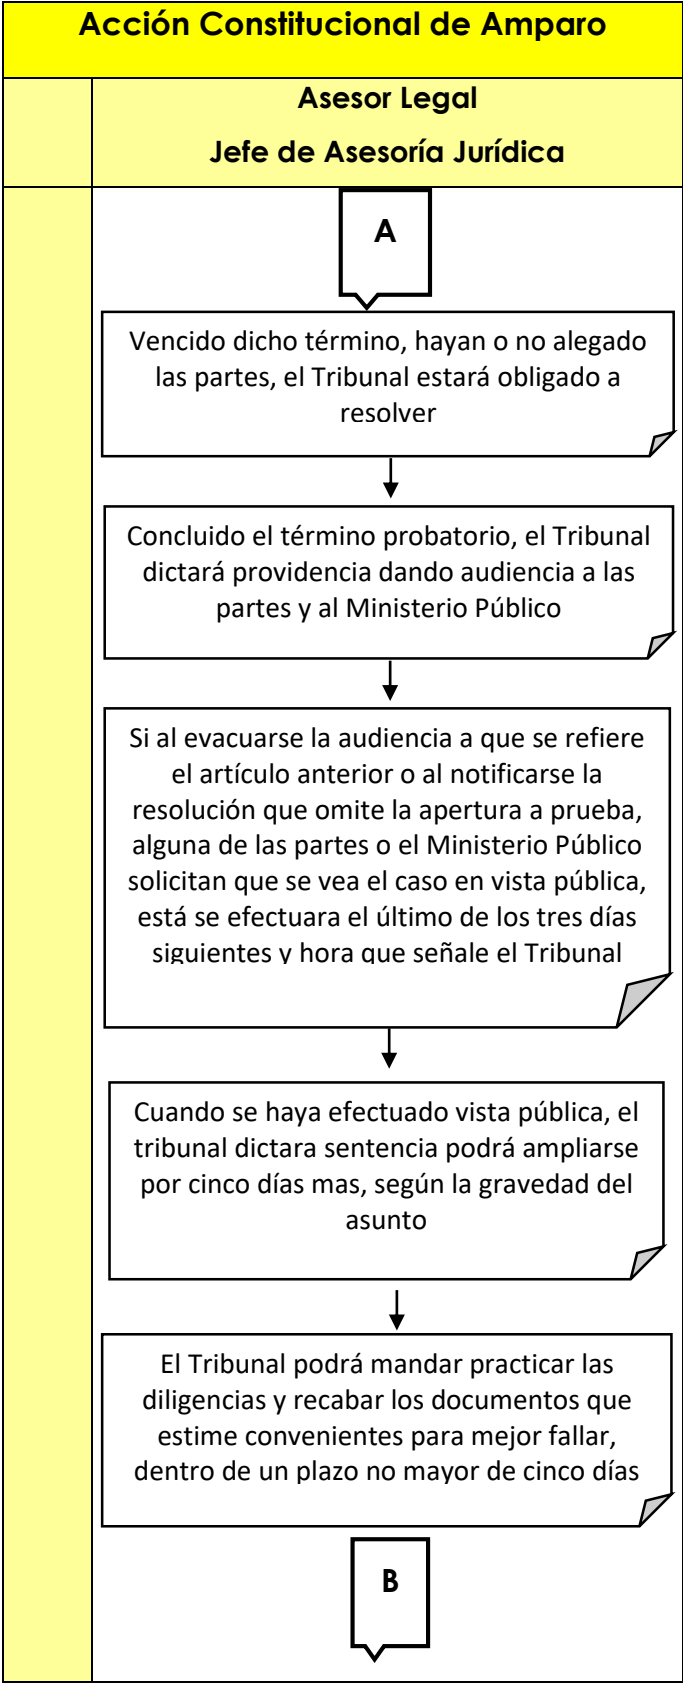 Acción Constitucional de Amparo
Asesor Legal
Jefe de Asesoría Jurídica
A
Vencido dicho término, hayan o no alegado
las partes, el Tribunal estará obligado a
resolver
Concluido el término probatorio, el Tribunal
dictará providencia dando audiencia a las
partes y al Ministerio Público
Si al evacuarse la audiencia a que se refiere
el artículo anterior o al notificarse la
resolución que omite la apertura a prueba,
alguna de las partes o el Ministerio Público
solicitan que se vea el caso en vista pública,
está se efectuara el último de los tres días
siguientes y hora que señale el Tribunal
Cuando se haya efectuado vista pública, el
tribunal dictara sentencia podrá ampliarse
por cinco días mas, según la gravedad del
asunto
El Tribunal podrá mandar practicar las
diligencias y recabar los documentos que
estime convenientes para mejor fallar,
dentro de un plazo no mayor de cinco días
B